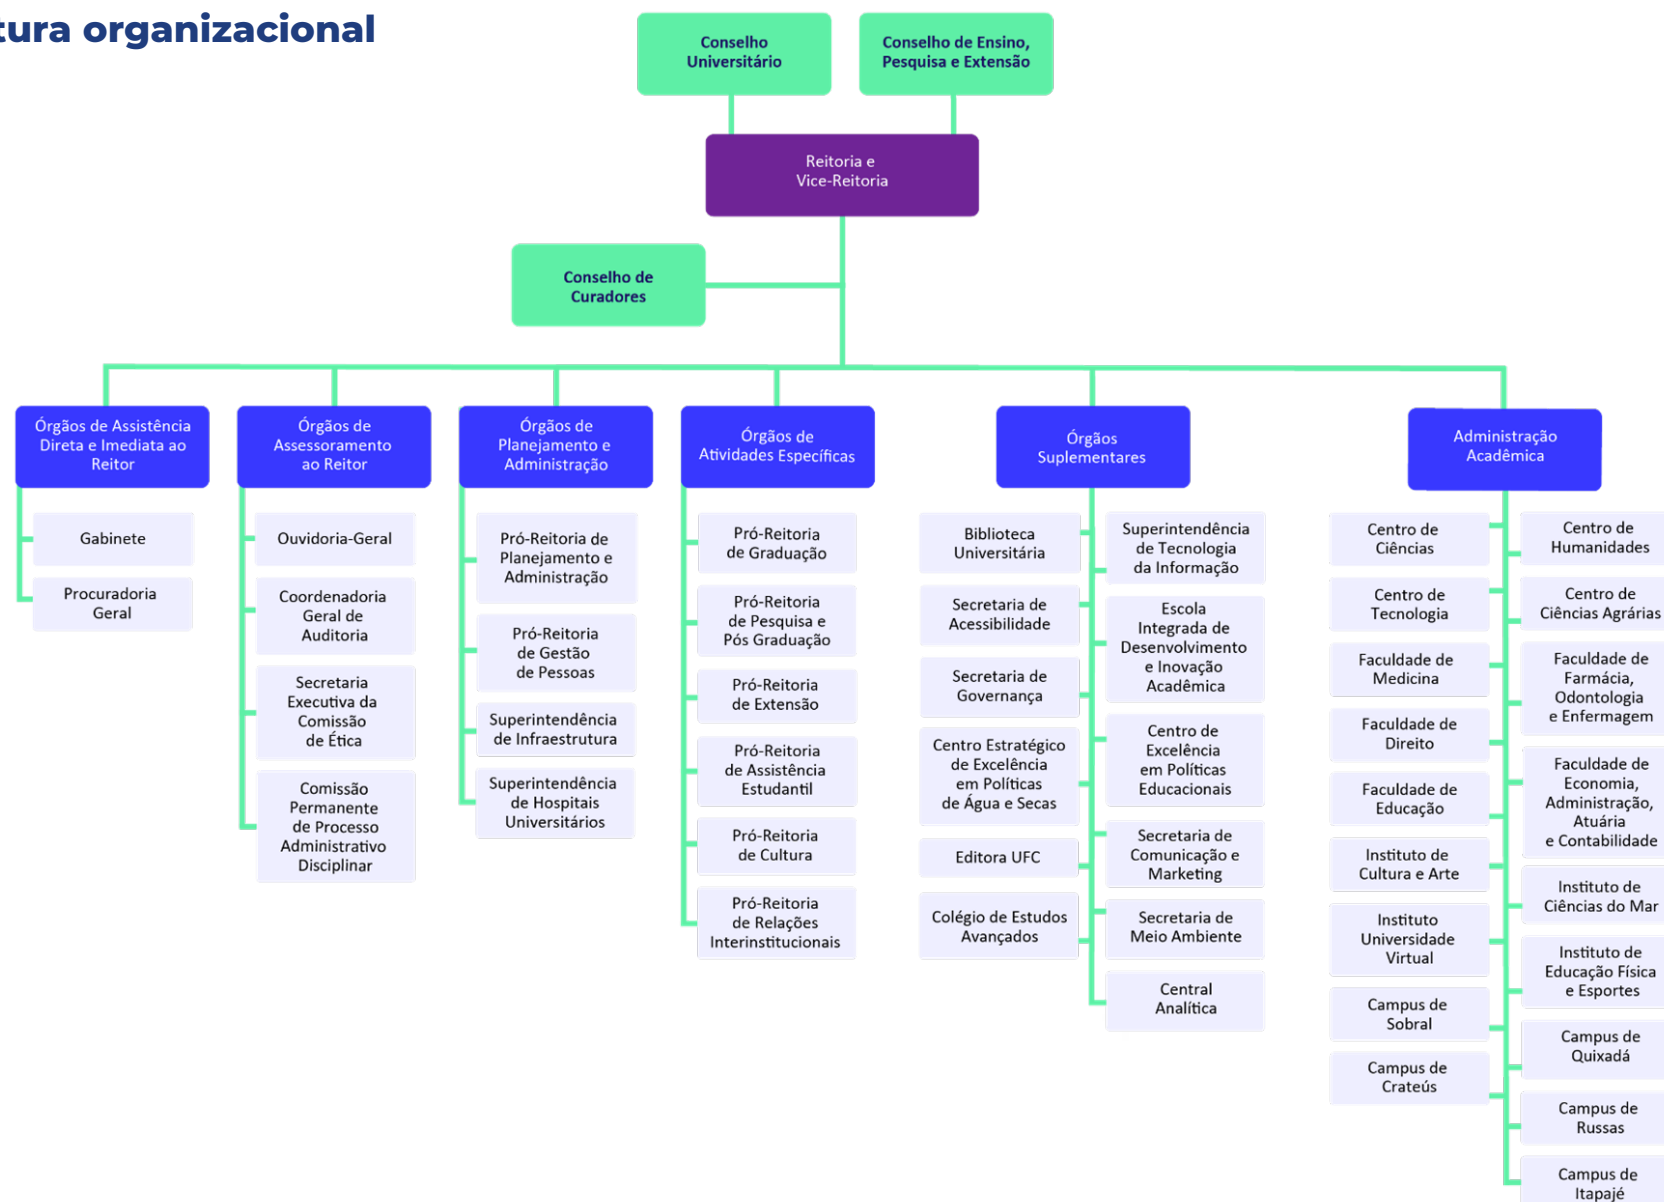 tura organizacional
Conselho
Universitário
Conselho de Ensino,
Pesquisa e Extensão
Reitoria e
Vice-Reitoria
Conselho de
Curadores
Órgãos de Assistência
Direta e Imediata ao
Reitor
Gabinete
Procuradoria
Geral
Órgãos de
Assessoramento
ao Reitor
Ouvidoria-Geral
Coordenadoria
Geral de
Auditoria
Secretaria
Executiva da
Comissão
de Ética
Comissão
Permanente
de Processo
Administrativo
Disciplinar
Órgãos de
Planejamento e
Administração
Pró-Reitoria de
Planejamento e
Administração
Pró-Reitoria
de Gestão
de Pessoas
Superintendência
de Infraestrutura
Superintendência
de Hospitais
Universitários
Órgãos de
Atividades Específicas
Pró-Reitoria
de Graduação
Pró-Reitoria
de Pesquisa e
Pós Graduação
Pró-Reitoria
de Extensão
Pró-Reitoria
de Assistência
Estudantil
Pró-Reitoria
de Cultura
Pró-Reitoria
de Relações
Interinstitucionais
Órgãos
Suplementares
Biblioteca
Universitária
Secretaria de
Acessibilidade
Secretaria de
Governança
Centro Estratégico
de Excelência
em Políticas
de Água e Secas
Editora UFC
Colégio de Estudos
Avançados
Superintendência
de Tecnologia
da Informação
Escola
Integrada de
Desenvolvimento
e Inovação
Acadêmica
Centro de
Excelência
em Políticas
Educacionais
Secretaria de
Comunicação e
Marketing
Secretaria de
Meio Ambiente
Central
Analítica
Administração
Acadêmica
Centro de
Ciências
Centro de
Tecnologia
Faculdade de
Medicina
Faculdade de
Direito
Faculdade de
Educação
Instituto de
Cultura e Arte
Instituto
Universidade
Virtual
Campus de
Sobral
Campus de
Crateús
Centro de
Humanidades
Centro de
Ciências Agrárias
Faculdade de
Farmácia,
Odontologia
e Enfermagem
Faculdade de
Economia,
Administração,
Atuária
e Contabilidade
Instituto de
Ciências do Mar
Instituto de
Educação Física
e Esportes
Campus de
Quixadá
Campus de
Russas
Campus de
Itapajé